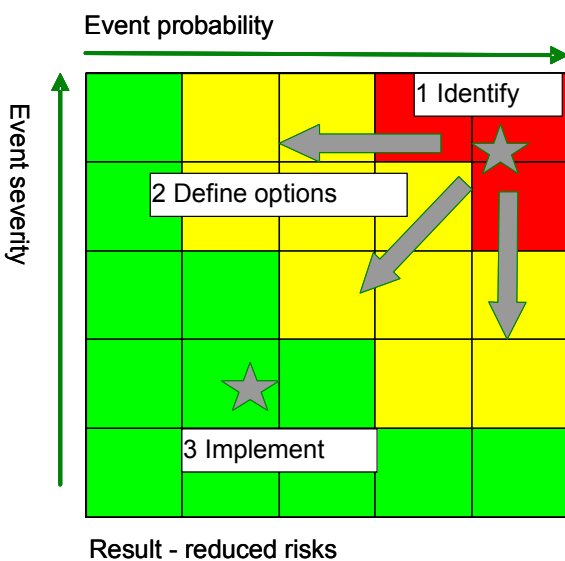 Event probability
Event severity
1 Identify
2 Define options
3 Implement
Result - reduced risks